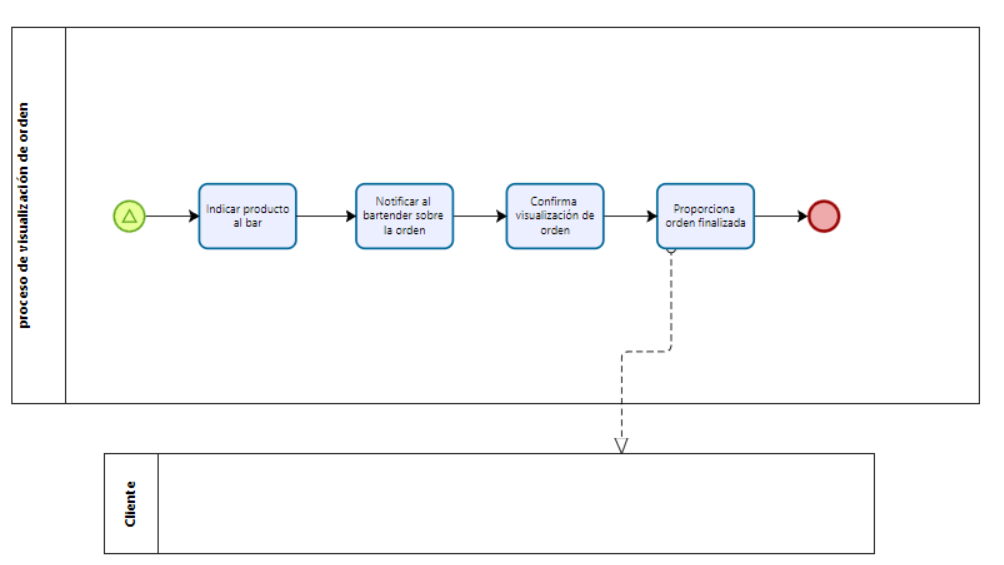 proceso de visualización de orden
Indicar producto
al bar
Notificar al
bartender sobre
la orden
Confirma
visualización de
orden
Proporciona
orden finalizada
Cliente